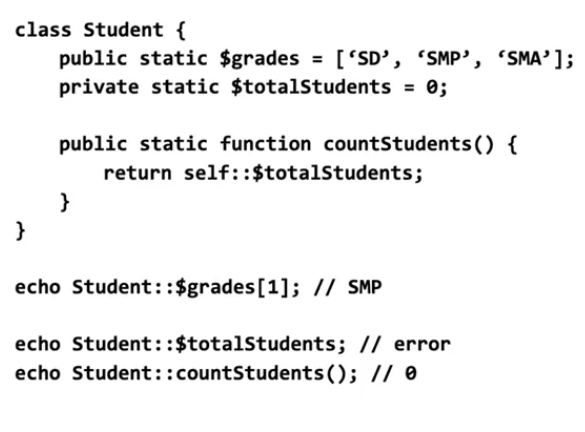 class Student {
    public static $grades = [‘SD’, ‘SMP’, ‘SMA’];
    private static $totalStudents = 0;

    public static function countStudents() {
        return self::$totalStudents;
    }
}

echo Student::$grades[1]; // SMP

echo Student::$totalStudents; // error
echo Student::countStudents(); // 0